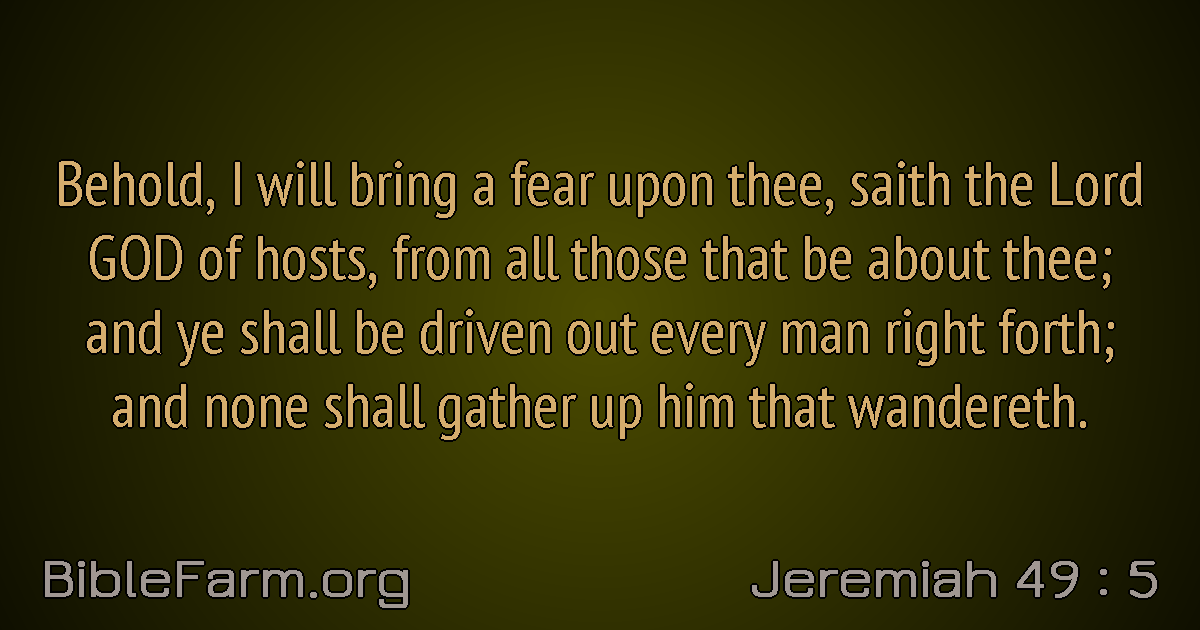 Behold, I will bring a fear upon thee, saith the Lord
GOD of hosts, from all those that be about thee;
and ye shall be driven out every man right forth;
and none shall gather up him that wandereth.
BibleFarm.org
Jeremiah 49 : 5